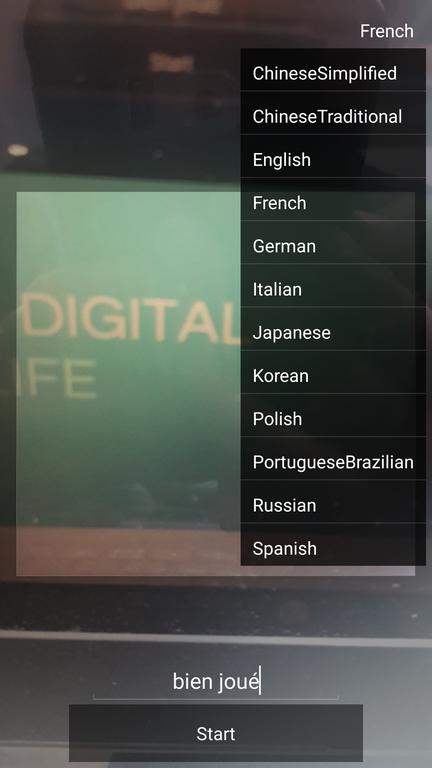 French
ChineseSimplified
ChineseTraditional
English
French
German
Italian
Japanese
Korean
Polish
PortugueseBrazilian
Russian
Spanish
DIGITAL
IFE
bien joué
Start